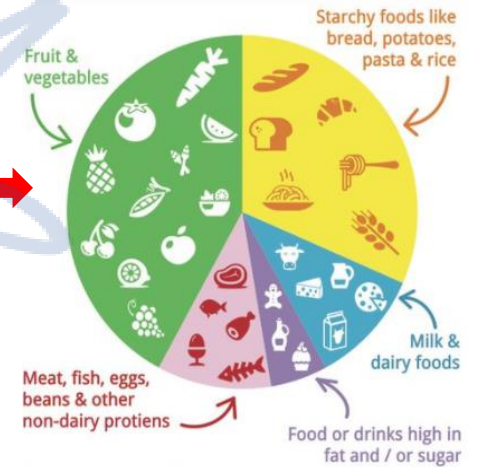 Starchy foods like
bread, potatoes,
pasta & rice
Fruit &
vegetables
Milk &
dairy foods
Meat, fish, eggs,
beans & other
non-dairy protiens
Food or drinks high in
fat and / or sugar